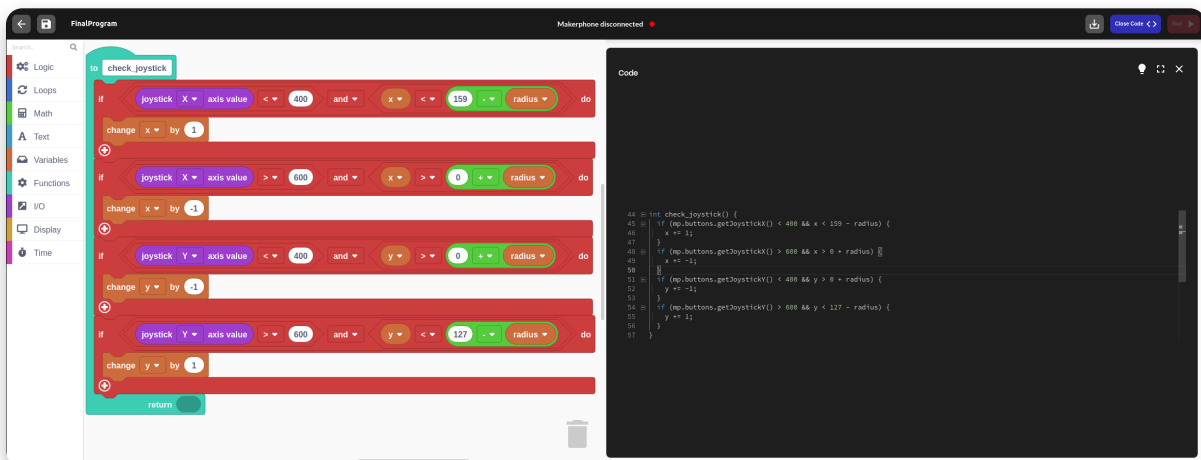 FinalProgram
Makerphone disconnected
Close Code
Run
Search...
Logic
Loops
Math
Text
Variables
Functions
I/O
Display
Time
to check_joystick
if joystick X axis value < 400 and x < 159 - radius do
change x by 1
if joystick X axis value > 600 and x > 0 + radius do
change x by -1
if joystick Y axis value < 400 and y > 0 + radius do
change y by -1
if joystick Y axis value > 600 and y < 127 - radius do
change y by 1
return
Code
44 int check_joystick() {
45 if (mp.buttons.getJoystickX() < 400 && x < 159 - radius) {
46 x += 1;
47 }
48 if (mp.buttons.getJoystickX() > 600 && x > 0 + radius) {
49 x += -1;
50 }
51 if (mp.buttons.getJoystickY() < 400 && y > 0 + radius) {
52 y += -1;
53 }
54 if (mp.buttons.getJoystickY() > 600 && y < 127 - radius) {
55 y += 1;
56 }
57 }